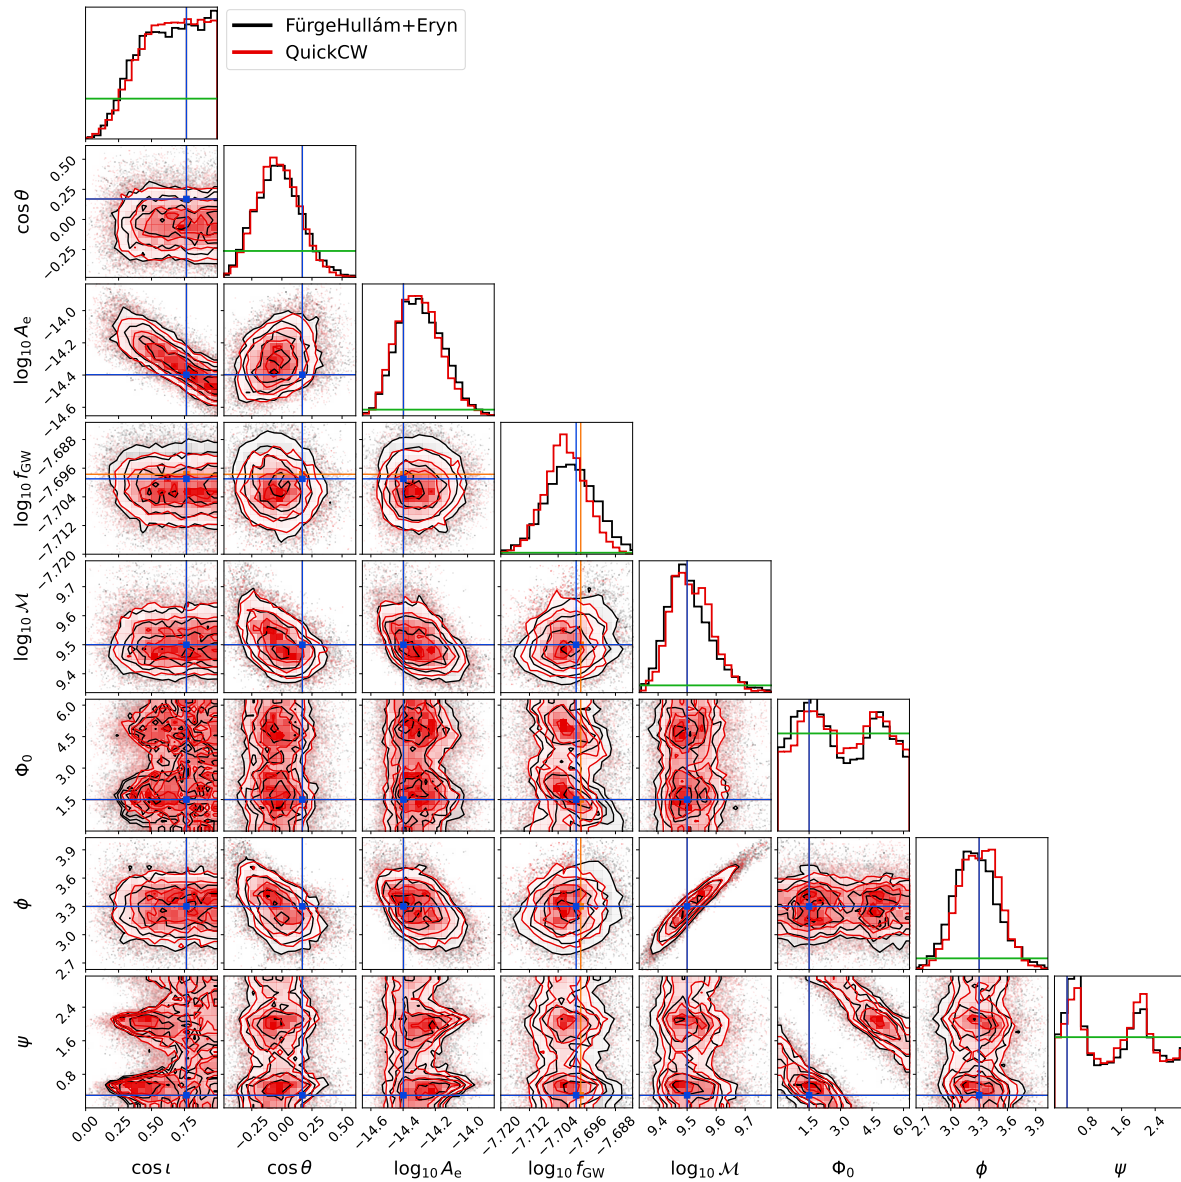 FürgeHullám+Eryn
QuickCW
cos θ
0.50
0.25
0.00
−0.25
log₁₀ Aₑ
−14.0
−14.2
−14.4
−14.6
log₁₀ f_GW
−7.688
−7.696
−7.704
−7.712
−7.720
log₁₀ ℳ
9.7
9.6
9.5
9.4
Φ₀
6.0
4.5
3.0
1.5
ϕ
3.9
3.6
3.3
3.0
2.7
ψ
2.4
1.6
0.8
0.00 0.25 0.50 0.75
−0.25 0.00 0.25 0.50
−14.6 −14.4 −14.2 −14.0
−7.720 −7.712 −7.704 −7.696 −7.688
9.4 9.5 9.6 9.7
1.5 3.0 4.5 6.0
2.7 3.0 3.3 3.6 3.9
0.8 1.6 2.4
cos ι cos θ log₁₀ Aₑ log₁₀ f_GW log₁₀ ℳ Φ₀ ϕ ψ